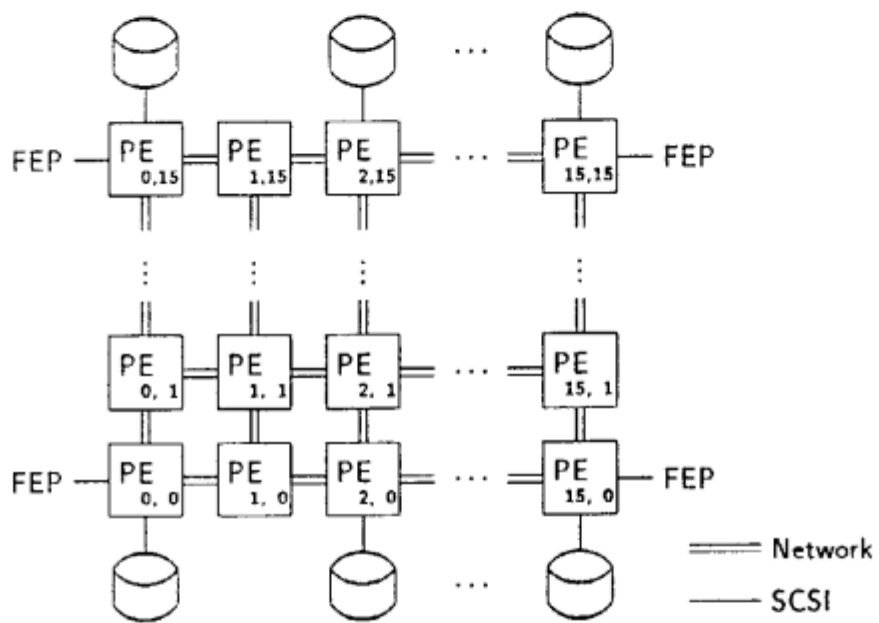 ...
FEP PE 0,15 PE 1,15 PE 2,15 ... PE 15,15 FEP
⋮ ⋮ ⋮
PE 0, 1 PE 1, 1 PE 2, 1 ... PE 15, 1
FEP PE 0, 0 PE 1, 0 PE 2, 0 ... PE 15, 0 FEP
Network
...
SCSI